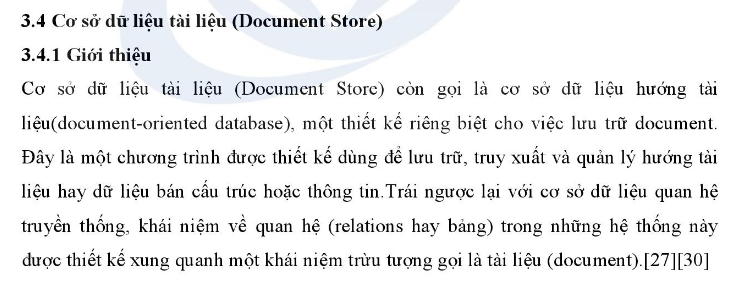 3.4 Cơ sở dữ liệu tài liệu (Document Store)
3.4.1 Giới thiệu
Cơ sở dữ liệu tài liệu (Document Store) còn gọi là cơ sở dữ liệu hướng tài
liệu(document-oriented database), một thiết kế riêng biệt cho việc lưu trữ document.
Đây là một chương trình được thiết kế dùng để lưu trữ, truy xuất và quản lý hướng tài
liệu hay dữ liệu bán cấu trúc hoặc thông tin.Trái ngược lại với cơ sở dữ liệu quan hệ
truyền thống, khái niệm về quan hệ (relations hay bảng) trong những hệ thống này
được thiết kế xung quanh một khái niệm trừu tượng gọi là tài liệu (document).[27][30]